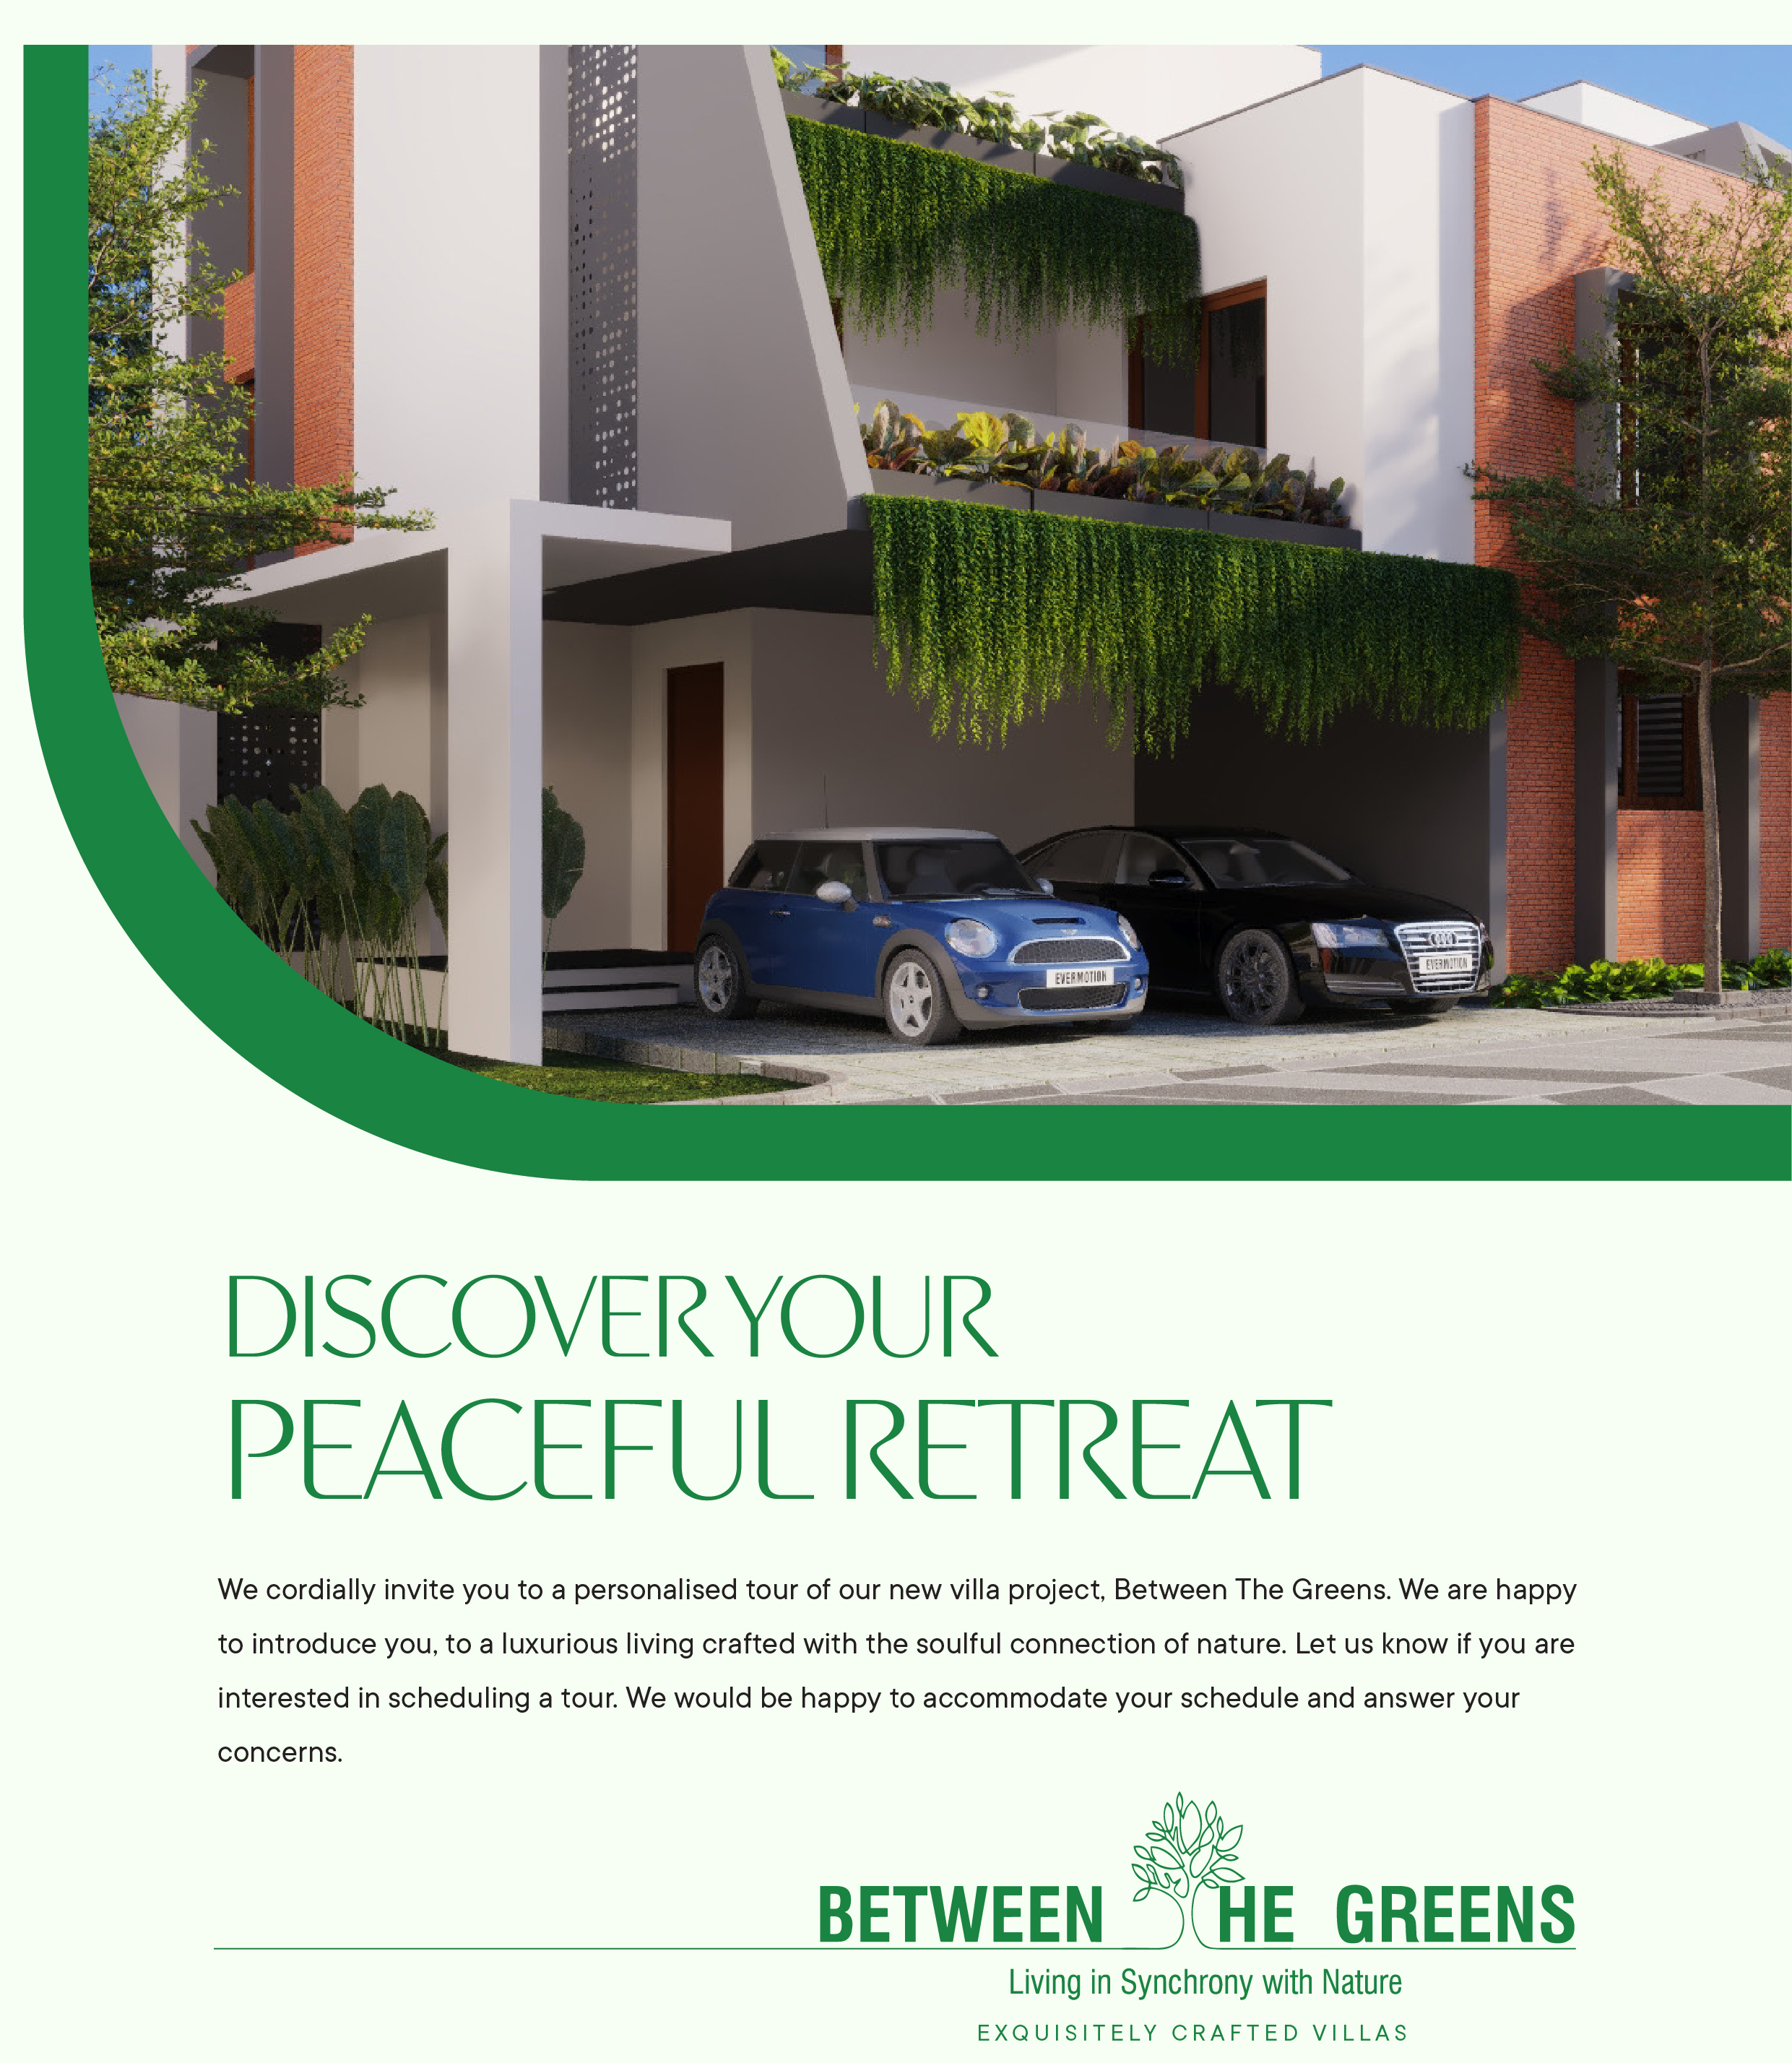 EVERMOTION
EVERMOTION
DISCOVER YOUR
PEACEFUL RETREAT
We cordially invite you to a personalised tour of our new villa project, Between The Greens. We are happy
to introduce you, to a luxurious living crafted with the soulful connection of nature. Let us know if you are
interested in scheduling a tour. We would be happy to accommodate your schedule and answer your
concerns.
BETWEEN THE GREENS
Living in Synchrony with Nature
EXQUISITELY CRAFTED VILLAS